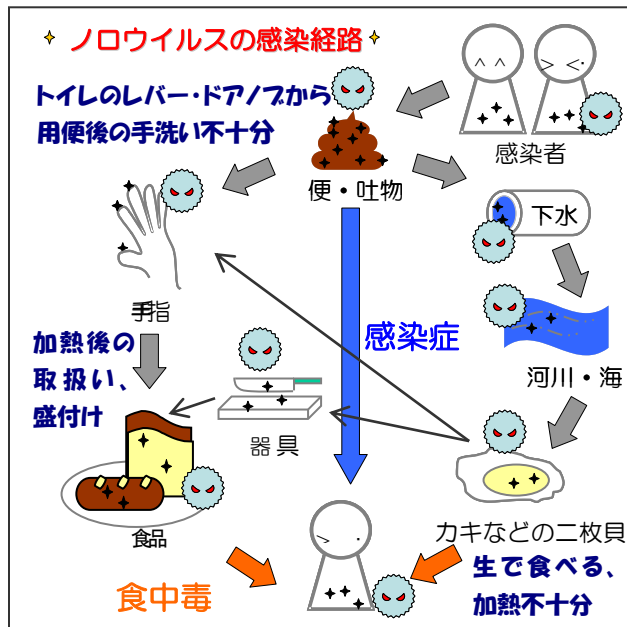 ノロウイルスの感染経路
トイレのレバー・ドアノブから
用便後の手洗い不十分
感染者
便・吐物
下水
手指
感染症
河川・海
加熱後の
取扱い、
盛付け
器具
食品
カキなどの二枚貝
食中毒
生で食べる、
加熱不十分